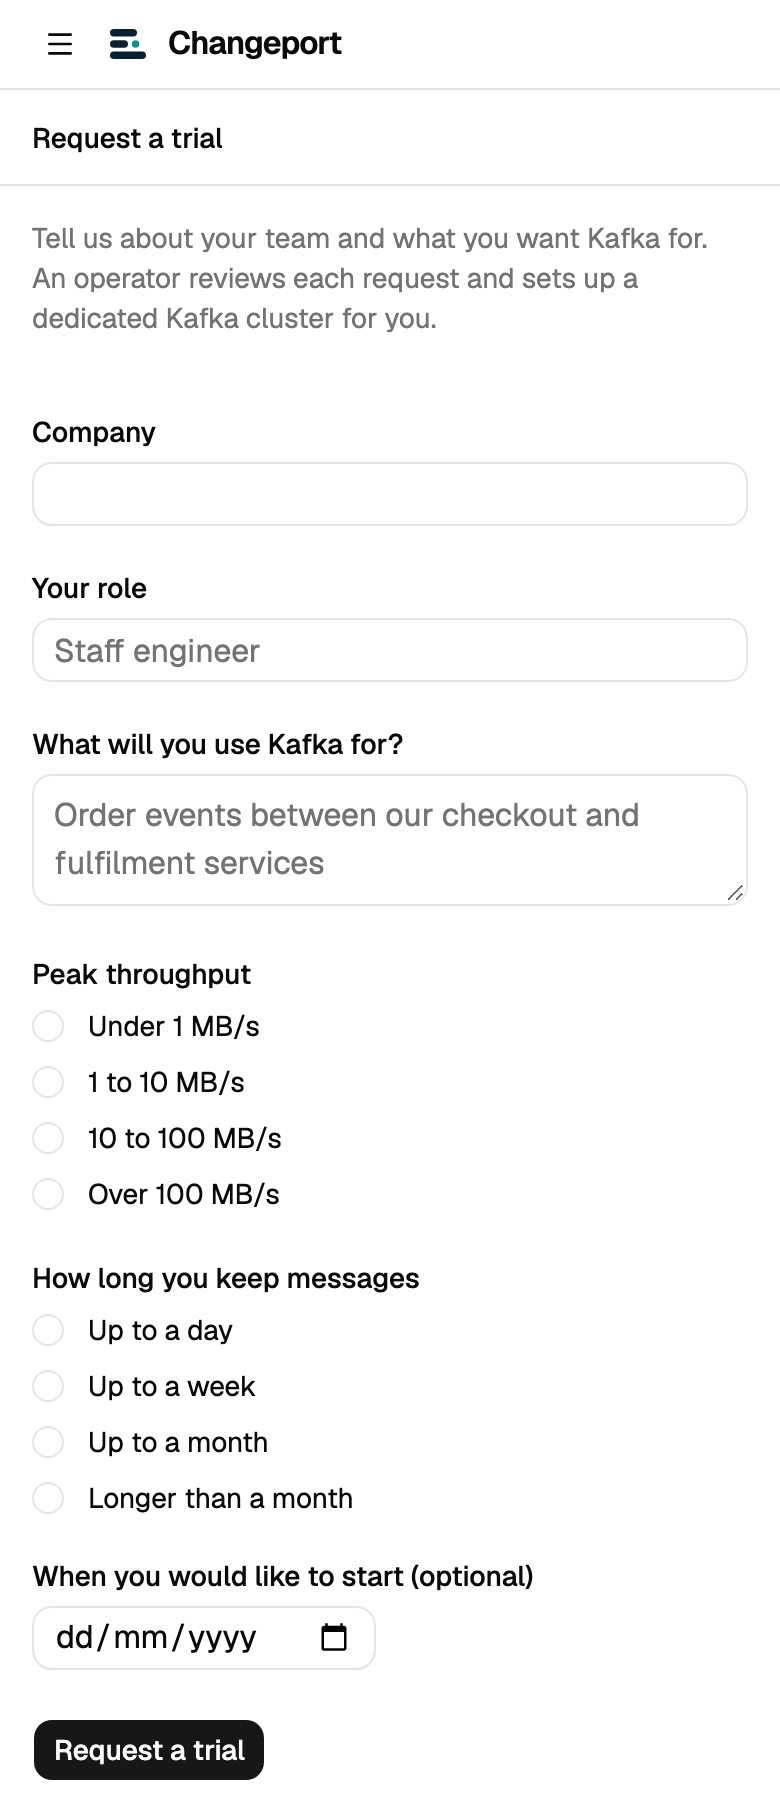 Changeport
Request a trial
Tell us about your team and what you want Kafka for.
An operator reviews each request and sets up a
dedicated Kafka cluster for you.
Company
Your role
Staff engineer
What will you use Kafka for?
Order events between our checkout and
fulfilment services
Peak throughput
Under 1 MB/s
1 to 10 MB/s
10 to 100 MB/s
Over 100 MB/s
How long you keep messages
Up to a day
Up to a week
Up to a month
Longer than a month
When you would like to start (optional)
dd/mm/yyyy
Request a trial